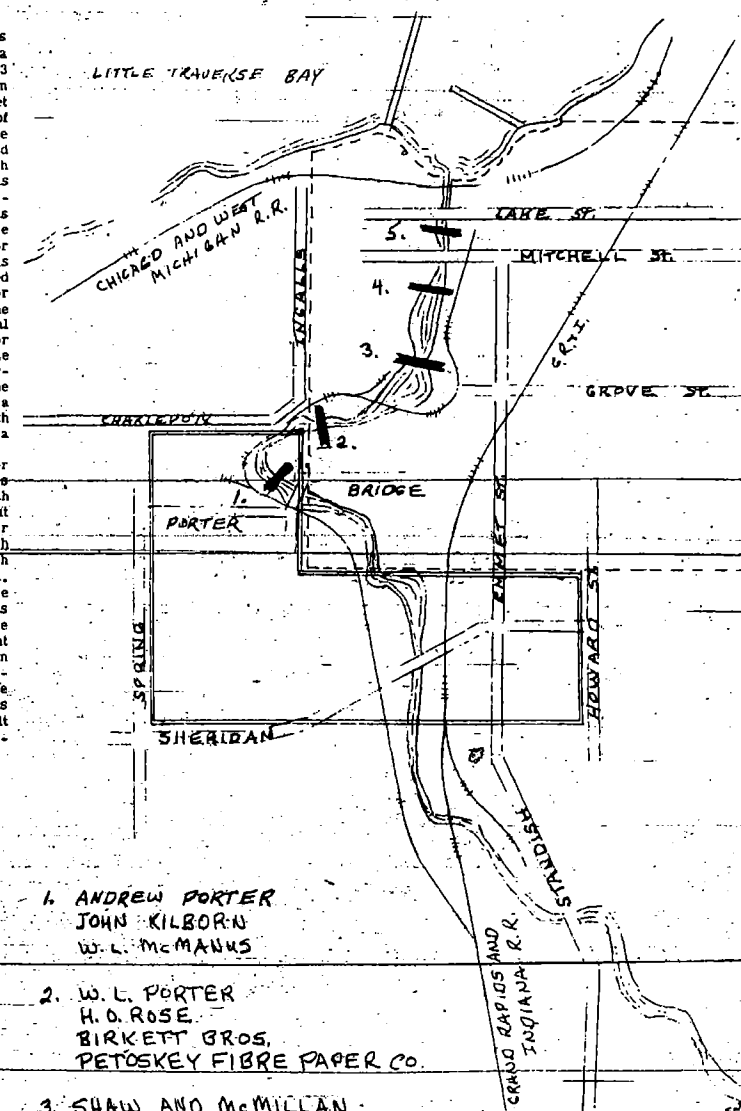 LITTLE TRAVERSE BAY
CHICAGO AND WEST
MICHIGAN R.R.
INGALLS
LAKE ST.
5.
MITCHELL ST.
4.
3.
G.R.&I.
GROVE ST.
CHARLEVOIX
2.
1.
BRIDGE
PORTER
EMMET ST.
SPRING
HOWARD ST.
SHERIDAN
STANDISH
GRAND RAPIDS AND
INDIANA R.R.
1. ANDREW PORTER
JOHN KILBORN
W.L. McMANUS
2. W.L. PORTER
H.O. ROSE
BIRKETT BROS.
PETOSKEY FIBRE PAPER CO.
3. SHAW AND McMILLAN